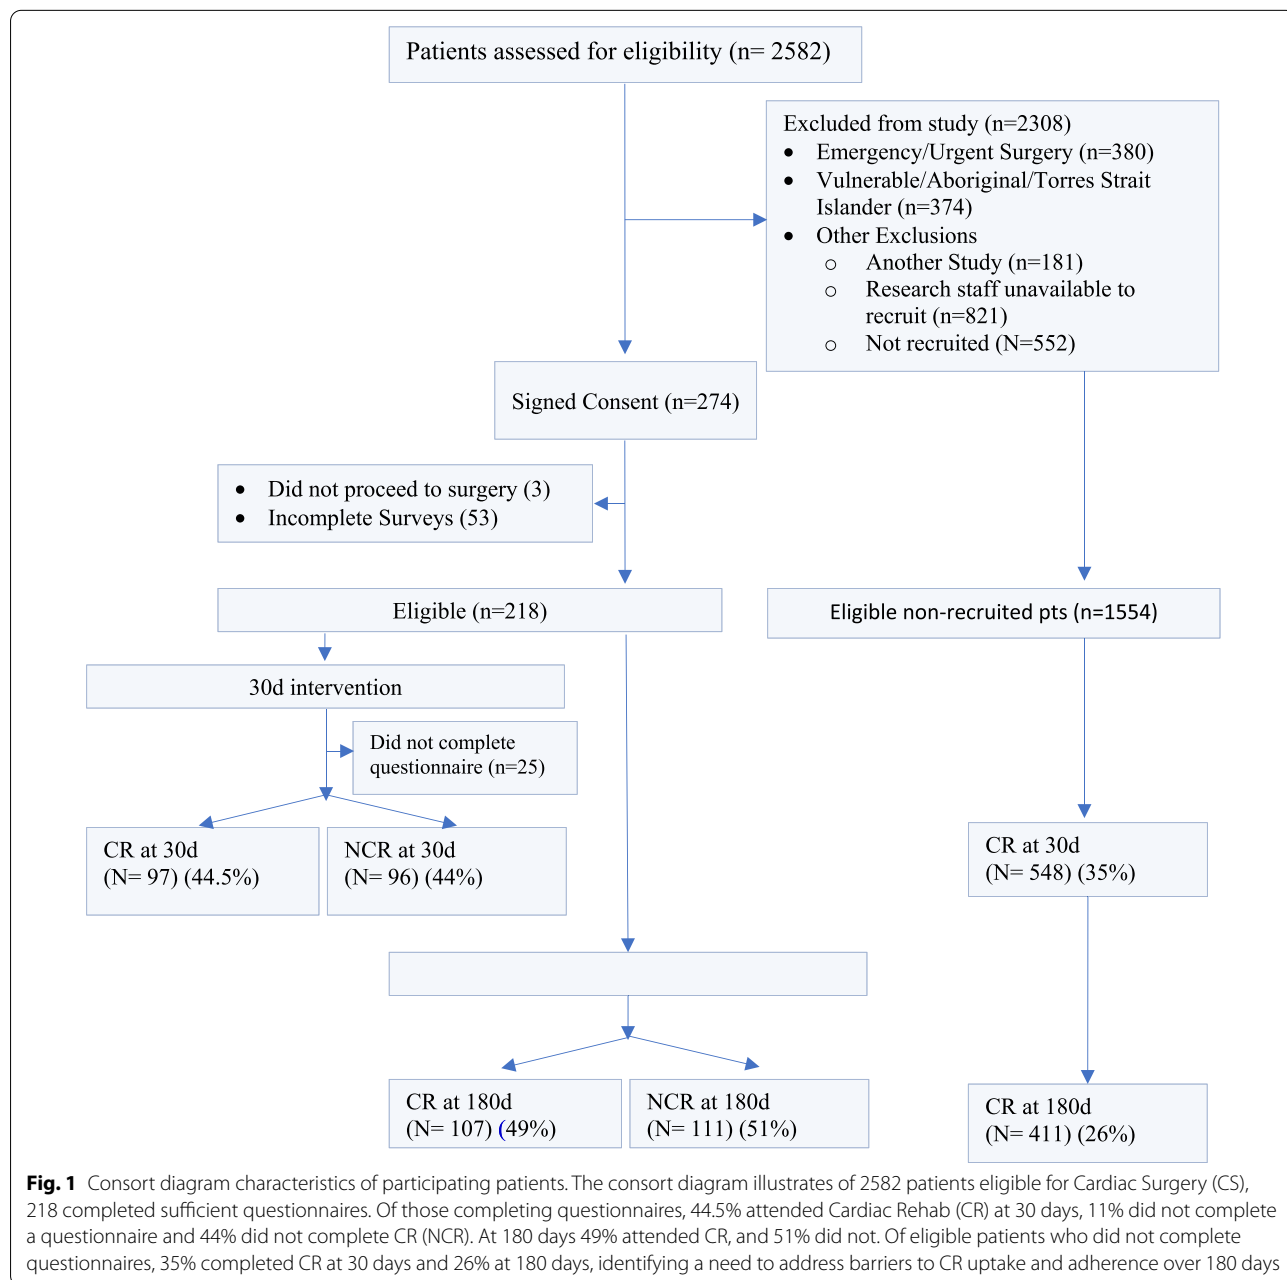 Patients assessed for eligibility (n= 2582)
Excluded from study (n=2308)
• Emergency/Urgent Surgery (n=380)
• Vulnerable/Aboriginal/Torres Strait
Islander (n=374)
• Other Exclusions
o Another Study (n=181)
o Research staff unavailable to
recruit (n=821)
o Not recruited (N=552)
Signed Consent (n=274)
• Did not proceed to surgery (3)
• Incomplete Surveys (53)
Eligible (n=218)
Eligible non-recruited pts (n=1554)
30d intervention
Did not complete
questionnaire (n=25)
CR at 30d
(N= 97) (44.5%)
NCR at 30d
(N= 96) (44%)
CR at 30d
(N= 548) (35%)
CR at 180d
(N= 107) (49%)
NCR at 180d
(N= 111) (51%)
CR at 180d
(N= 411) (26%)
Fig. 1 Consort diagram characteristics of participating patients. The consort diagram illustrates of 2582 patients eligible for Cardiac Surgery (CS),
218 completed sufficient questionnaires. Of those completing questionnaires, 44.5% attended Cardiac Rehab (CR) at 30 days, 11% did not complete
a questionnaire and 44% did not complete CR (NCR). At 180 days 49% attended CR, and 51% did not. Of eligible patients who did not complete
questionnaires, 35% completed CR at 30 days and 26% at 180 days, identifying a need to address barriers to CR uptake and adherence over 180 days